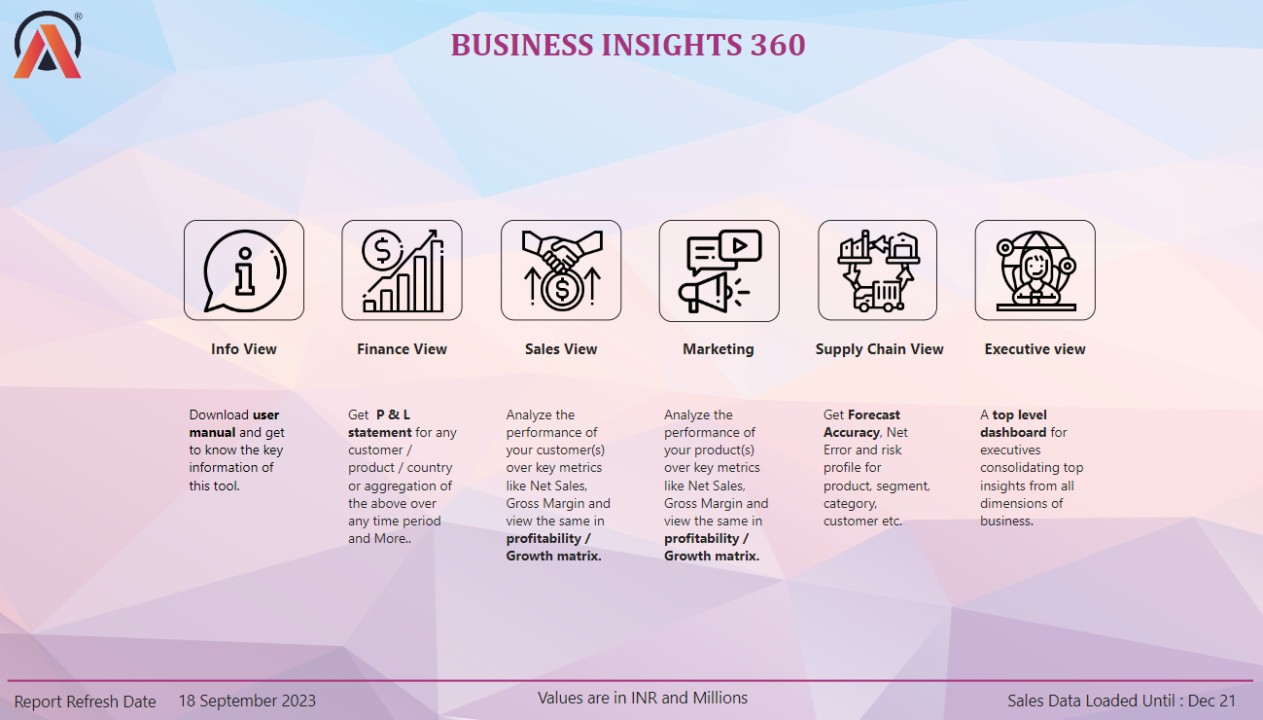 ®
BUSINESS INSIGHTS 360
Info View
Finance View
Sales View
Marketing
Supply Chain View
Executive view
Download user
manual and get
to know the key
information of
this tool.
Get P & L
statement for any
customer /
product / country
or aggregation of
the above over
any time period
and More..
Analyze the
performance of
your customer(s)
over key metrics
like Net Sales,
Gross Margin and
view the same in
profitability /
Growth matrix.
Analyze the
performance of
your product(s)
over key metrics
like Net Sales,
Gross Margin and
view the same in
profitability /
Growth matrix.
Get Forecast
Accuracy, Net
Error and risk
profile for
product, segment,
category,
customer etc.
A top level
dashboard for
executives
consolidating top
insights from all
dimensions of
business.
Report Refresh Date 18 September 2023
Values are in INR and Millions
Sales Data Loaded Until : Dec 21